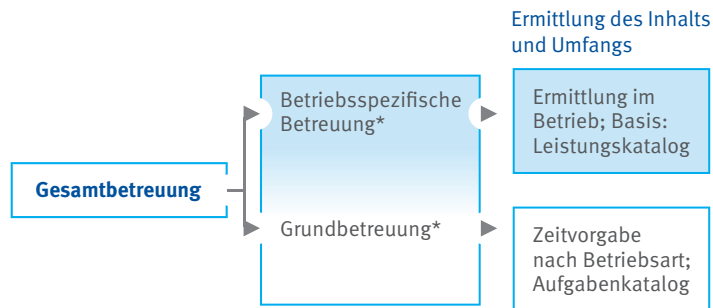 Ermittlung des Inhalts
und Umfangs
Betriebsspezifische
Betreuung*
Ermittlung im
Betrieb; Basis:
Leistungskatalog
Gesamtbetreuung
Grundbetreuung*
Zeitvorgabe
nach Betriebsart;
Aufgabenkatalog